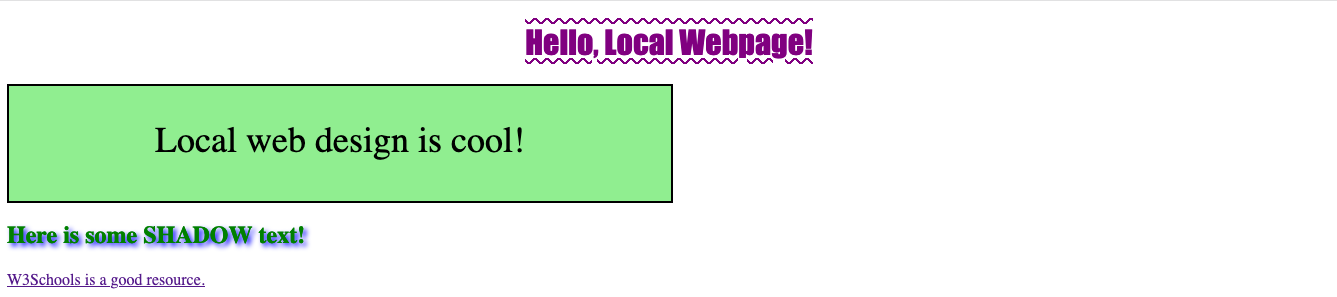 Hello, Local Webpage!
Local web design is cool!
Here is some SHADOW text!
W3Schools is a good resource.